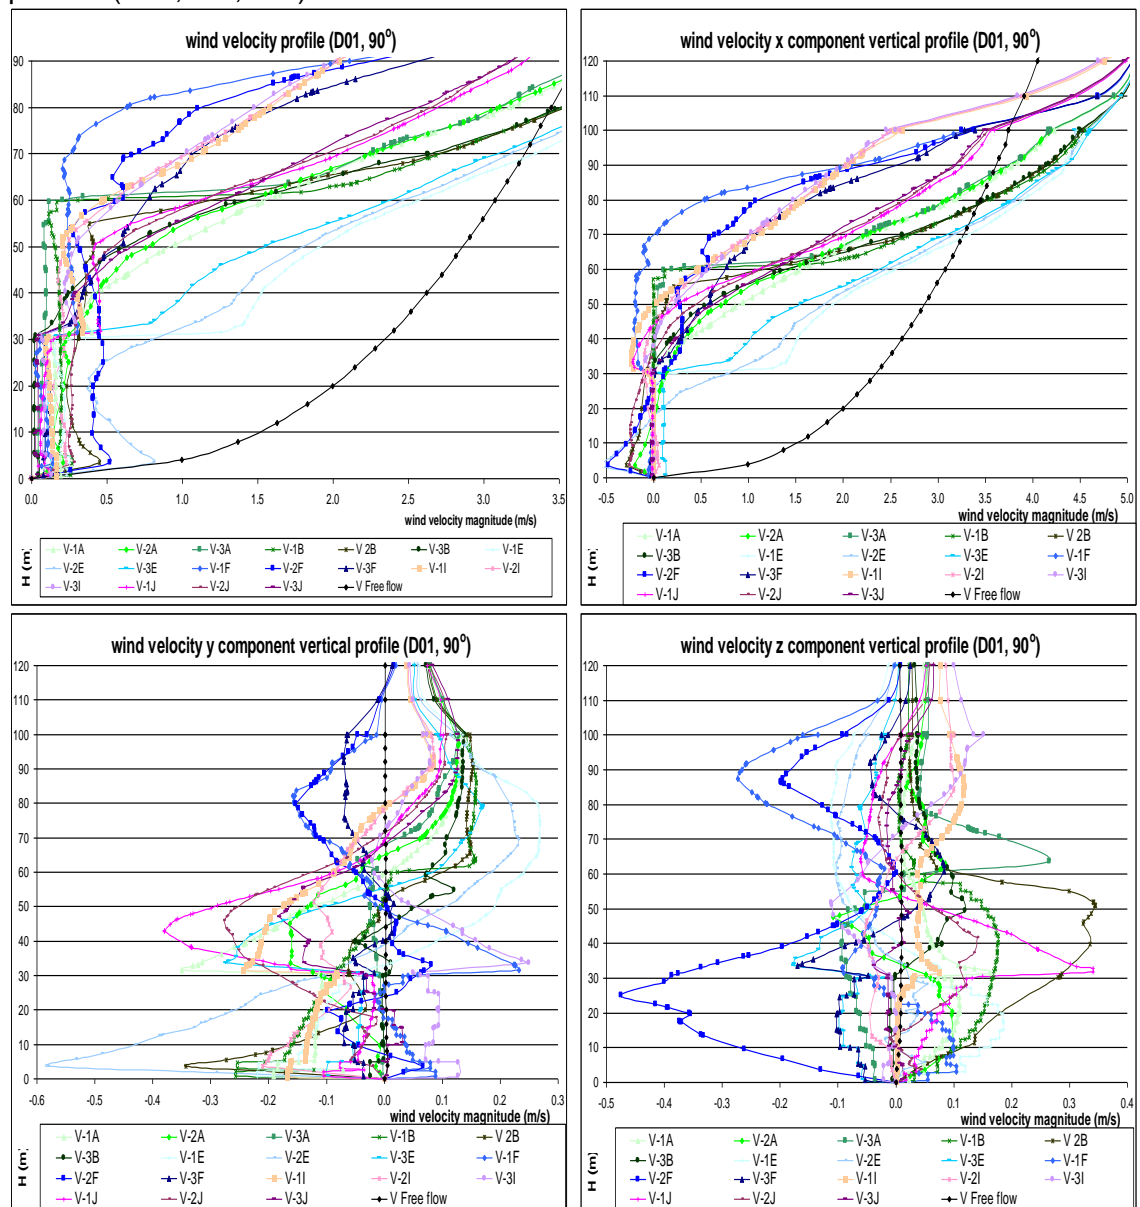 wind velocity profile (D01, 90°)
90
80
70
60
50
40
30
20
10
0
0.0 0.5 1.0 1.5 2.0 2.5 3.0 3.5
wind velocity magnitude (m/s)
H (m)
V-1A V-2A V-3A V-1B V 2B V-3B V-1E
V-2E V-3E V-1F V-2F V-3F V-1I V-2I
V-3I V-1J V-2J V-3J V Free flow
wind velocity x component vertical profile (D01, 90°)
120
110
100
90
80
70
60
50
40
30
20
10
0
-0.5 0.0 0.5 1.0 1.5 2.0 2.5 3.0 3.5 4.0 4.5 5.0
wind velocity magnitude (m/s)
H (m)
V-1A V-2A V-3A V-1B V 2B
V-3B V-1E V-2E V-3E V-1F
V-2F V-3F V-1I V-2I V-3I
V-1J V-2J V-3J V Free flow
wind velocity y component vertical profile (D01, 90°)
120
110
100
90
80
70
60
50
40
30
20
10
0
-0.6 -0.5 -0.4 -0.3 -0.2 -0.1 0.0 0.1 0.2 0.3
wind velocity magnitude (m/s)
H (m)
V-1A V-2A V-3A V-1B V 2B
V-3B V-1E V-2E V-3E V-1F
V-2F V-3F V-1I V-2I V-3I
V-1J V-2J V-3J V Free flow
wind velocity z component vertical profile (D01, 90°)
120
110
100
90
80
70
60
50
40
30
20
10
0
-0.5 -0.4 -0.3 -0.2 -0.1 0.0 0.1 0.2 0.3 0.4
wind velocity magnitude (m/s)
H (m)
V-1A V-2A V-3A V-1B V 2B
V-3B V-1E V-2E V-3E V-1F
V-2F V-3F V-1I V-2I V-3I
V-1J V-2J V-3J V Free flow